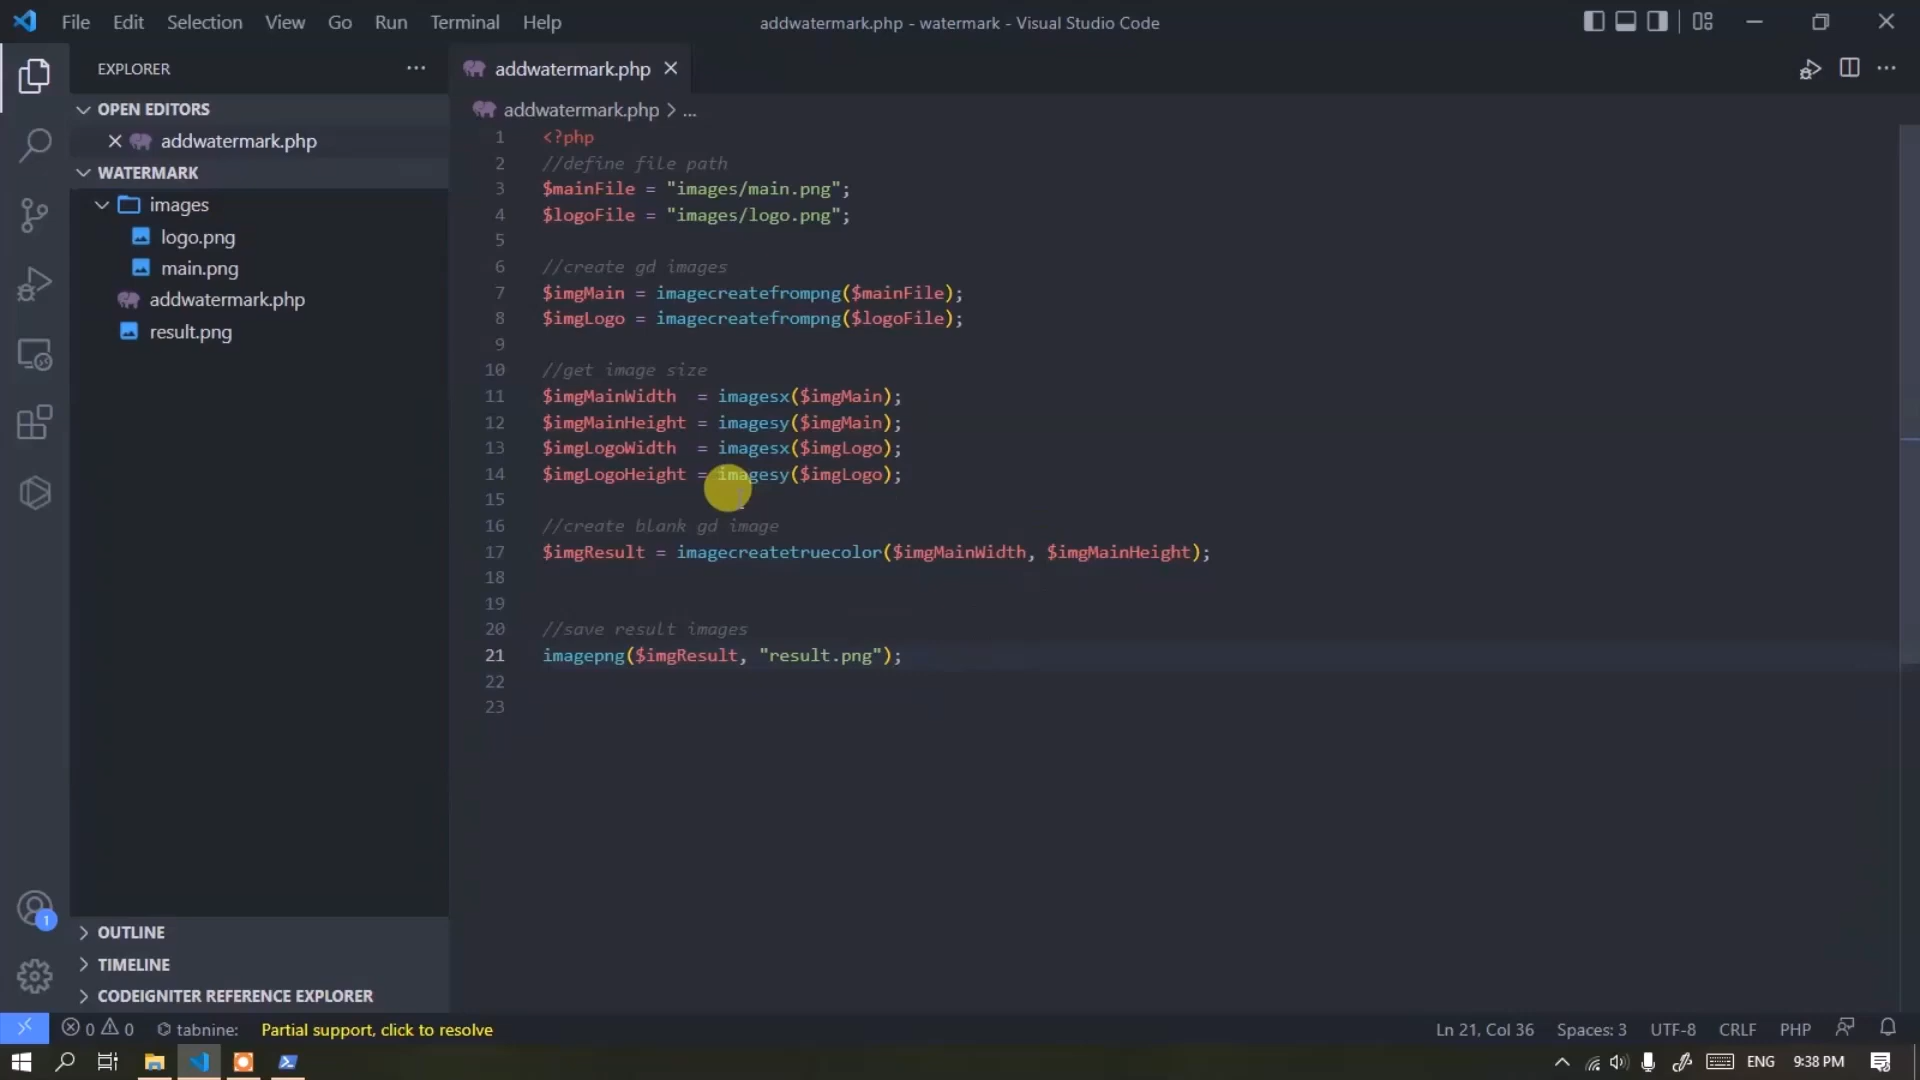 File Edit Selection View Go Run Terminal Help
addwatermark.php - watermark - Visual Studio Code
EXPLORER
OPEN EDITORS
addwatermark.php
WATERMARK
images
logo.png
main.png
addwatermark.php
result.png
OUTLINE
TIMELINE
CODEIGNITER REFERENCE EXPLORER
addwatermark.php
addwatermark.php > ...
1 <?php
2 //define file path
3 $mainFile = "images/main.png";
4 $logoFile = "images/logo.png";
5
6 //create gd images
7 $imgMain = imagecreatefrompng($mainFile);
8 $imgLogo = imagecreatefrompng($logoFile);
9
10 //get image size
11 $imgMainWidth  = imagesx($imgMain);
12 $imgMainHeight = imagesy($imgMain);
13 $imgLogoWidth  = imagesx($imgLogo);
14 $imgLogoHeight = imagesy($imgLogo);
15
16 //create blank gd image
17 $imgResult = imagecreatetruecolor($imgMainWidth, $imgMainHeight);
18
19
20 //save result images
21 imagepng($imgResult, "result.png");
22
23
1
0 0 tabnine: Partial support, click to resolve
Ln 21, Col 36 Spaces: 3 UTF-8 CRLF PHP
ENG 9:38 PM